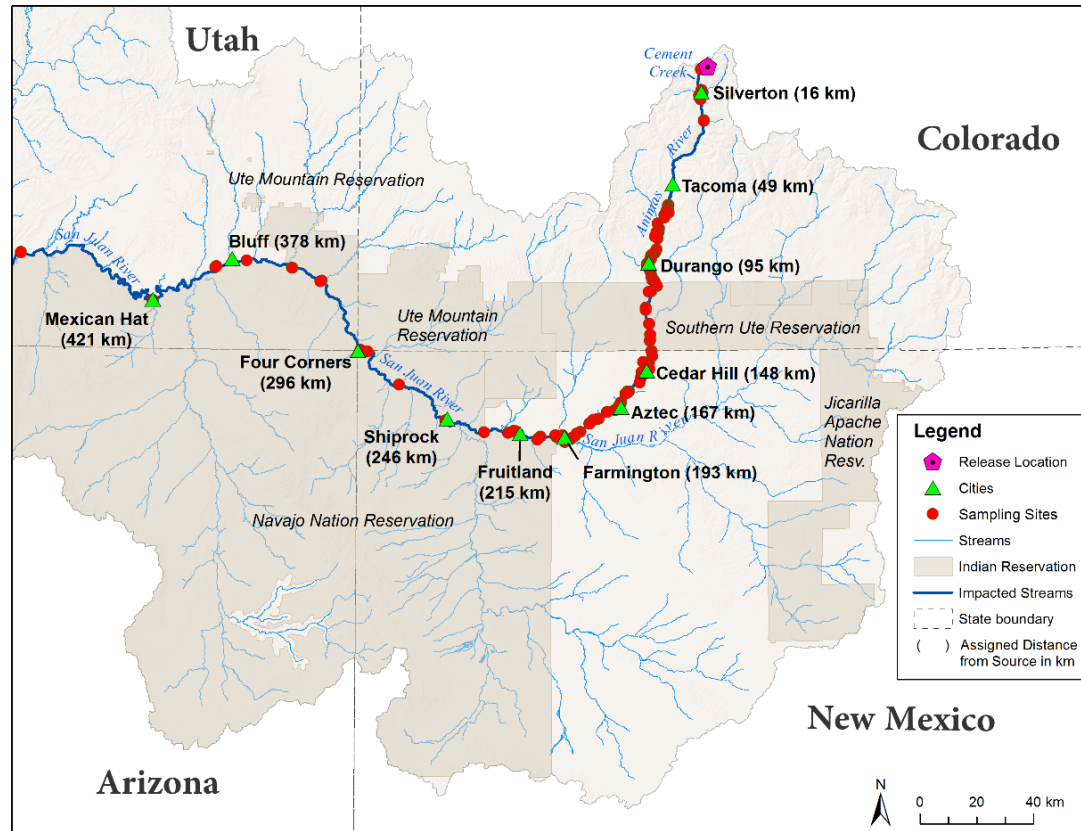 Utah
Cement
Creek
Silverton (16 km)
Colorado
River
Animas
Tacoma (49 km)
Ute Mountain Reservation
San Juan River
Bluff (378 km)
Durango (95 km)
Mexican Hat
(421 km)
Ute Mountain
Reservation
Southern Ute Reservation
Four Corners
(296 km)
San Juan River
Cedar Hill (148 km)
Aztec (167 km)
San Juan River
Shiprock
(246 km)
Fruitland
(215 km)
Farmington (193 km)
Jicarilla
Apache
Nation
Resv.
Navajo Nation Reservation
Legend
Release Location
Cities
Sampling Sites
Streams
Indian Reservation
Impacted Streams
State boundary
( ) Assigned Distance
from Source in km
New Mexico
Arizona
N
0 20 40 km